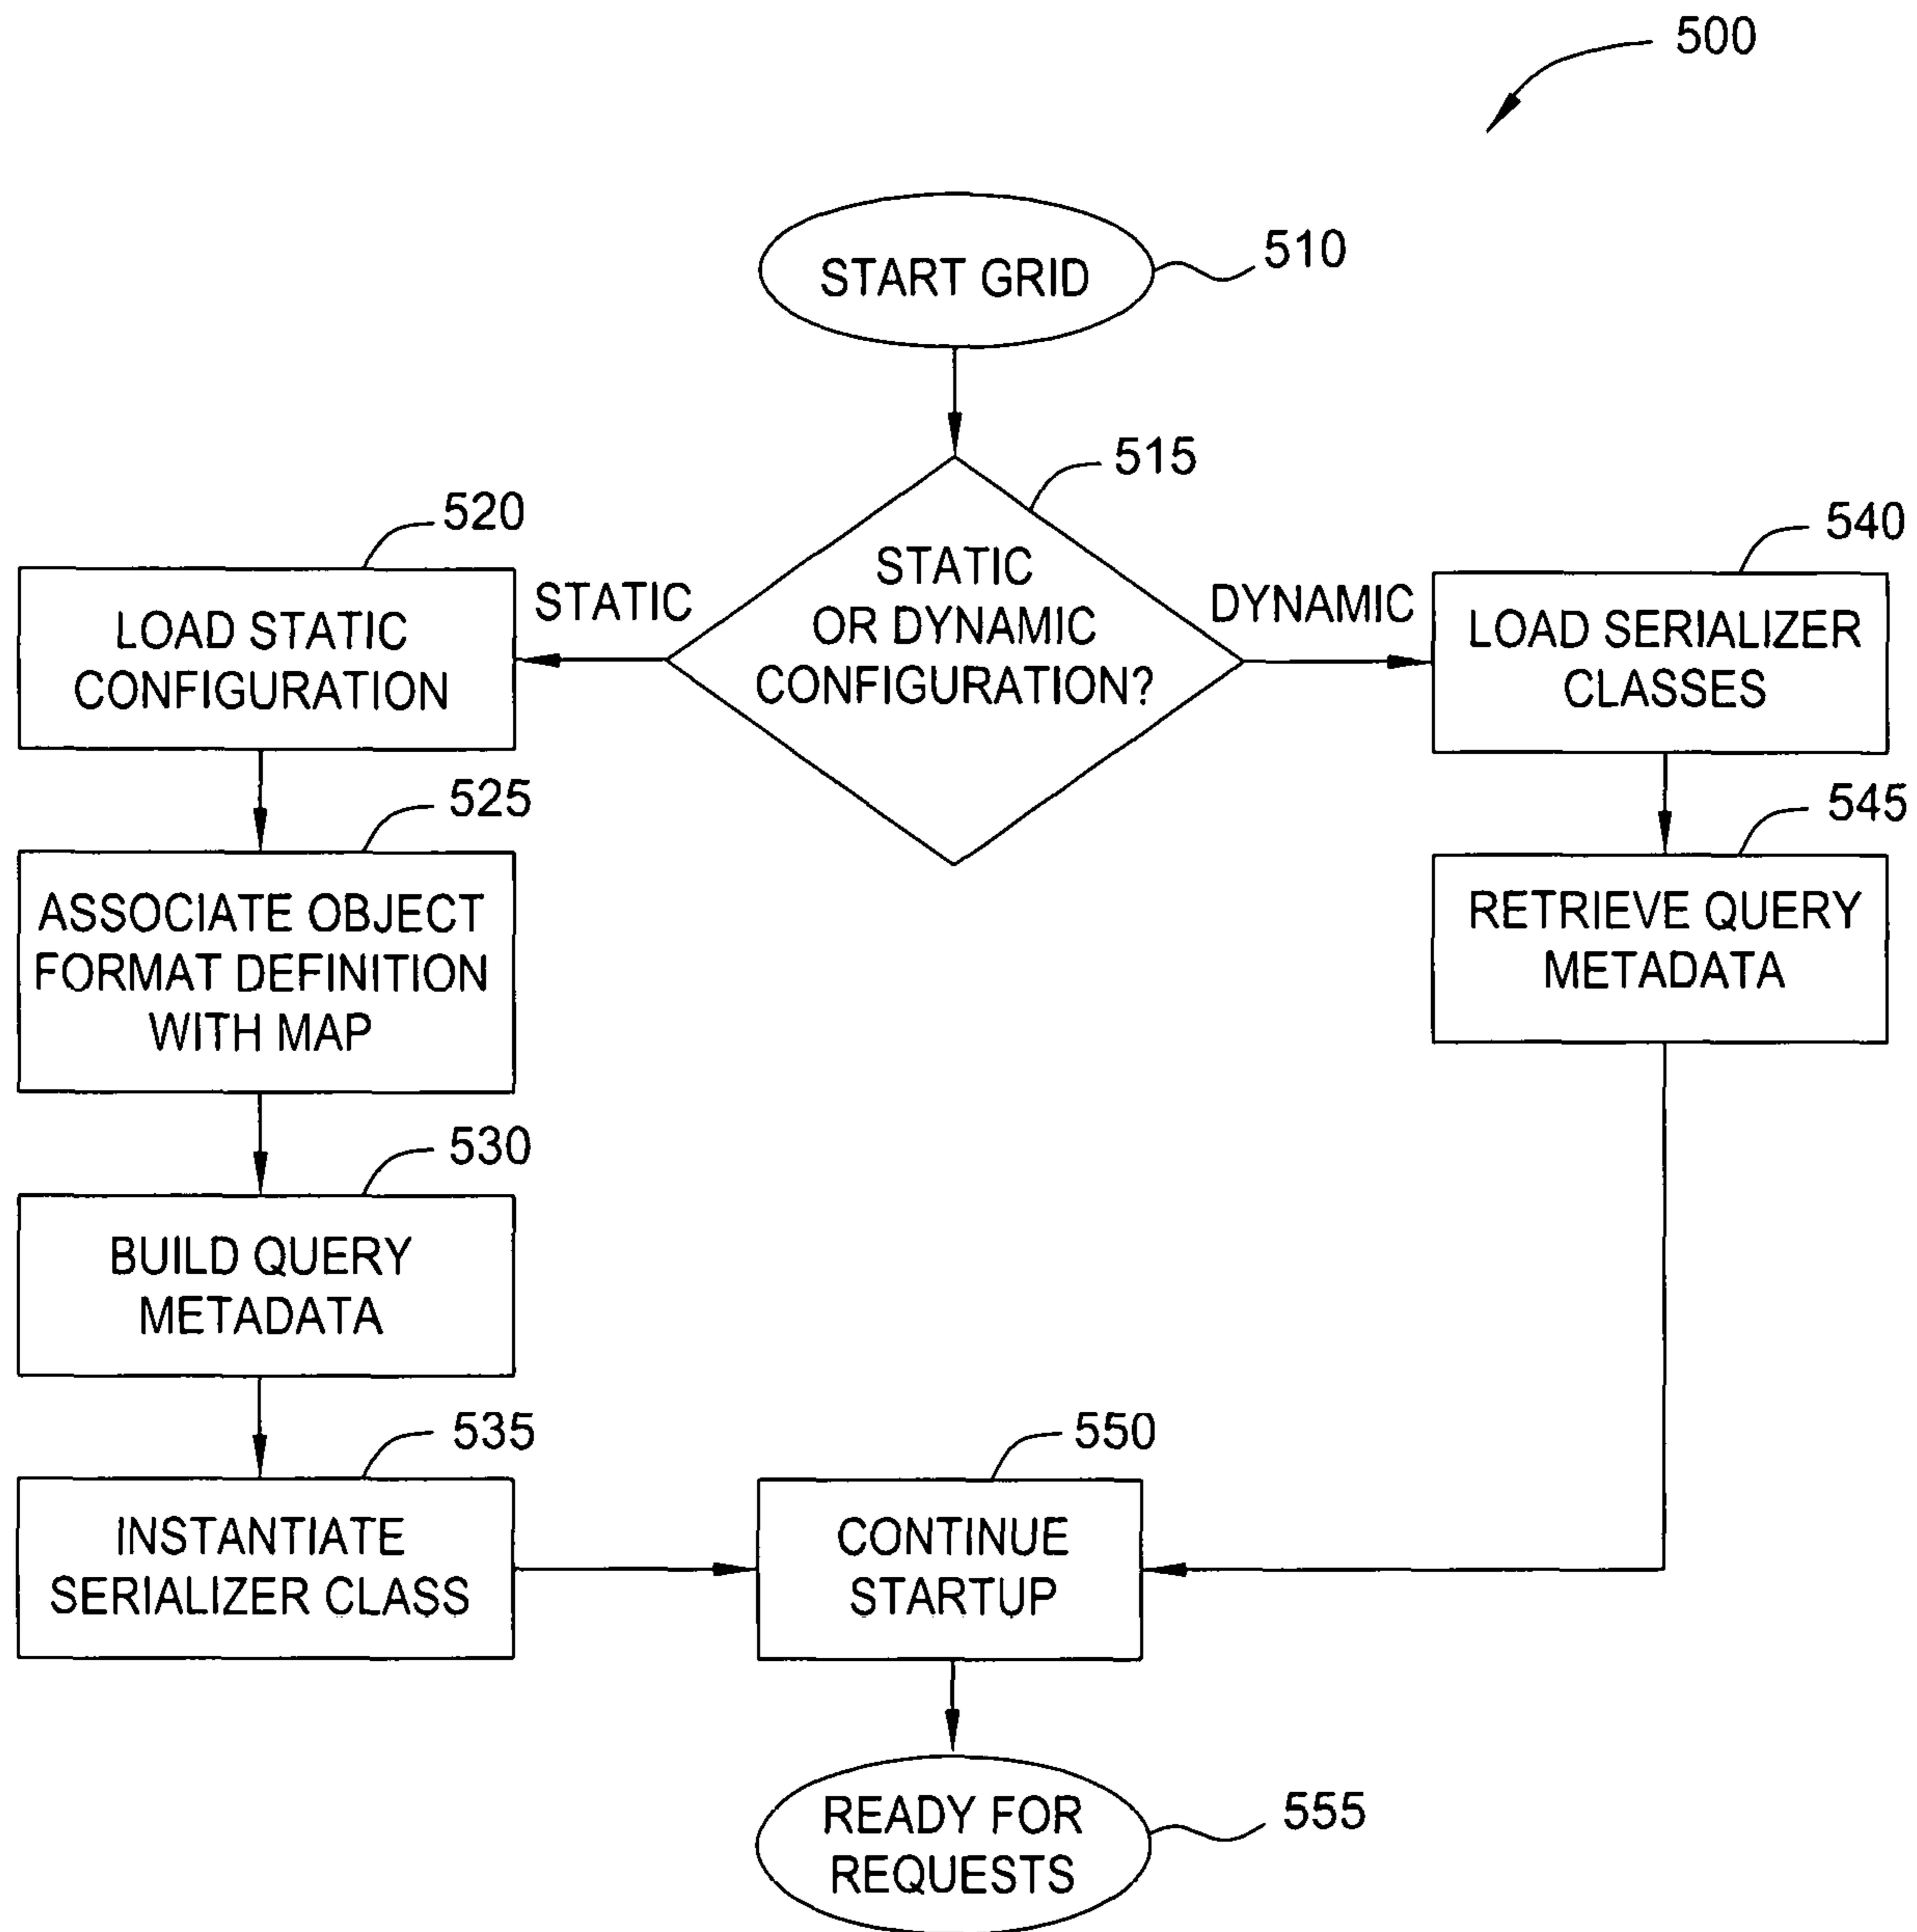 500
START GRID
510
515
STATIC
OR DYNAMIC
CONFIGURATION?
STATIC
DYNAMIC
520
LOAD STATIC
CONFIGURATION
525
ASSOCIATE OBJECT
FORMAT DEFINITION
WITH MAP
530
BUILD QUERY
METADATA
535
INSTANTIATE
SERIALIZER CLASS
540
LOAD SERIALIZER
CLASSES
545
RETRIEVE QUERY
METADATA
550
CONTINUE
STARTUP
READY FOR
REQUESTS
555